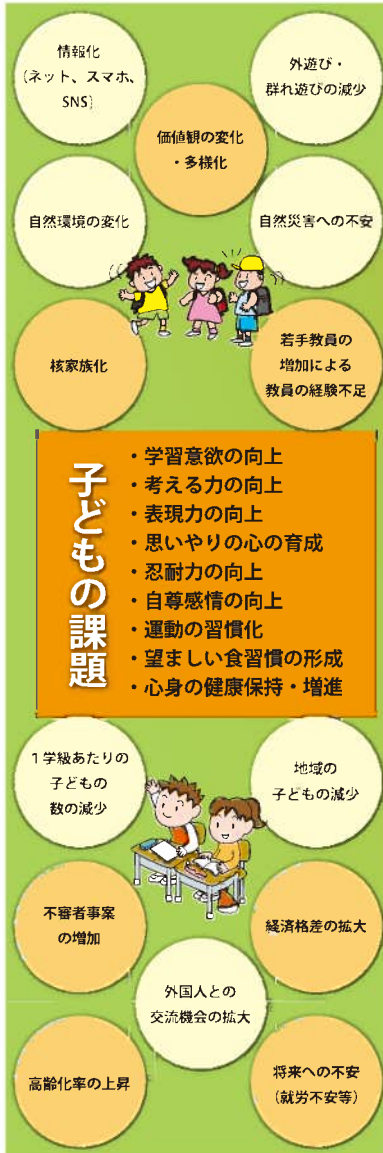 情報化
（ネット、スマホ、
SNS）
外遊び・
群れ遊びの減少
価値観の変化
・多様化
自然環境の変化
自然災害への不安
核家族化
若手教員の
増加による
教員の経験不足
子どもの課題
・学習意欲の向上
・考える力の向上
・表現力の向上
・思いやりの心の育成
・忍耐力の向上
・自尊感情の向上
・運動の習慣化
・望ましい食習慣の形成
・心身の健康保持・増進
１学級あたりの
子どもの
数の減少
地域の
子どもの減少
不審者事案
の増加
経済格差の拡大
外国人との
交流機会の拡大
高齢化率の上昇
将来への不安
（就労不安等）